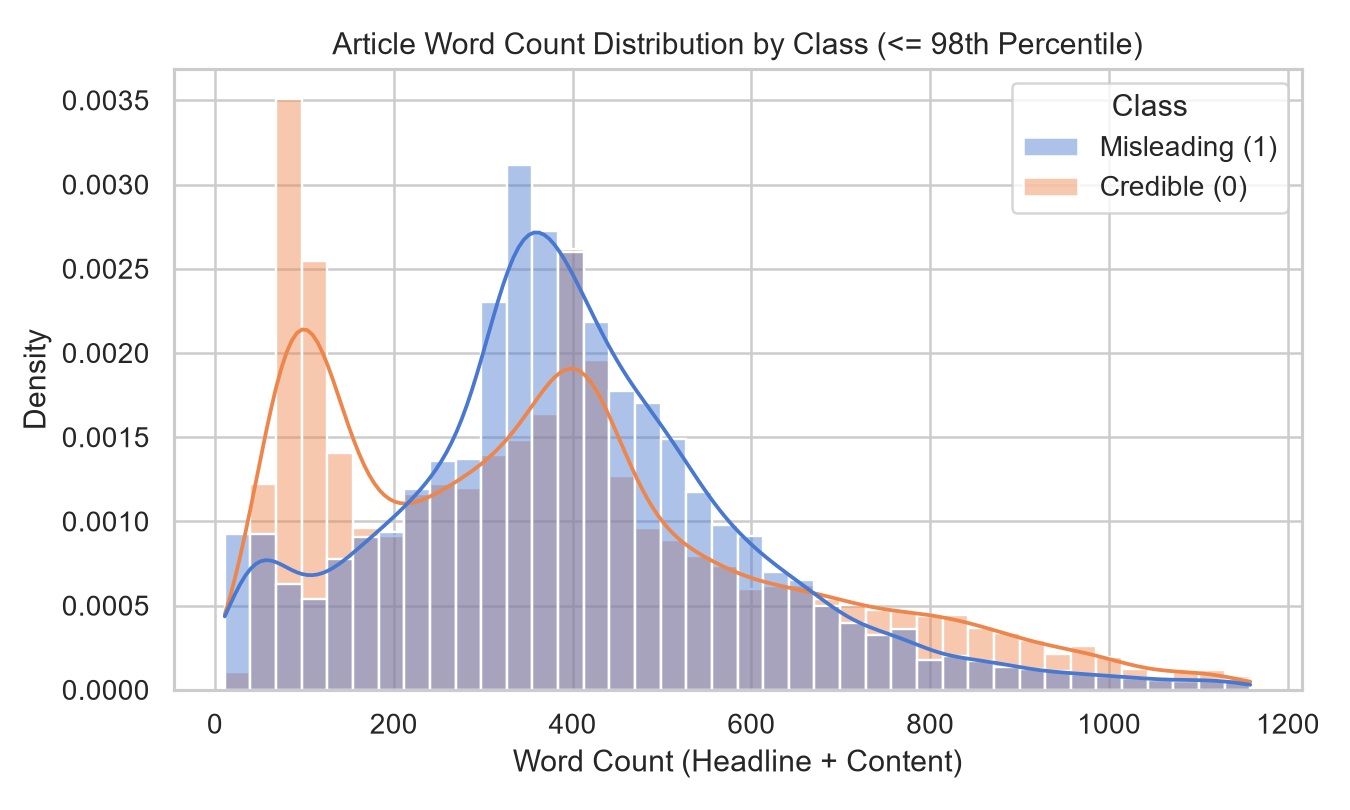 Article Word Count Distribution by Class (<= 98th Percentile)
Class
Misleading (1)
Credible (0)
Density
0.0035
0.0030
0.0025
0.0020
0.0015
0.0010
0.0005
0.0000
0 200 400 600 800 1000 1200
Word Count (Headline + Content)